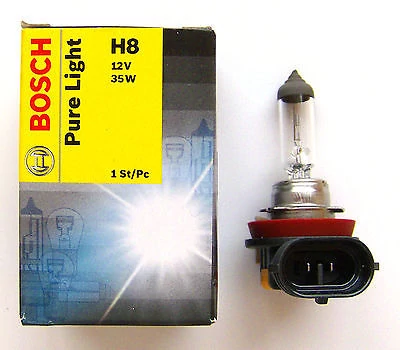 BOSCH
Pure Light
H8
12V
35W
1 St/Pc